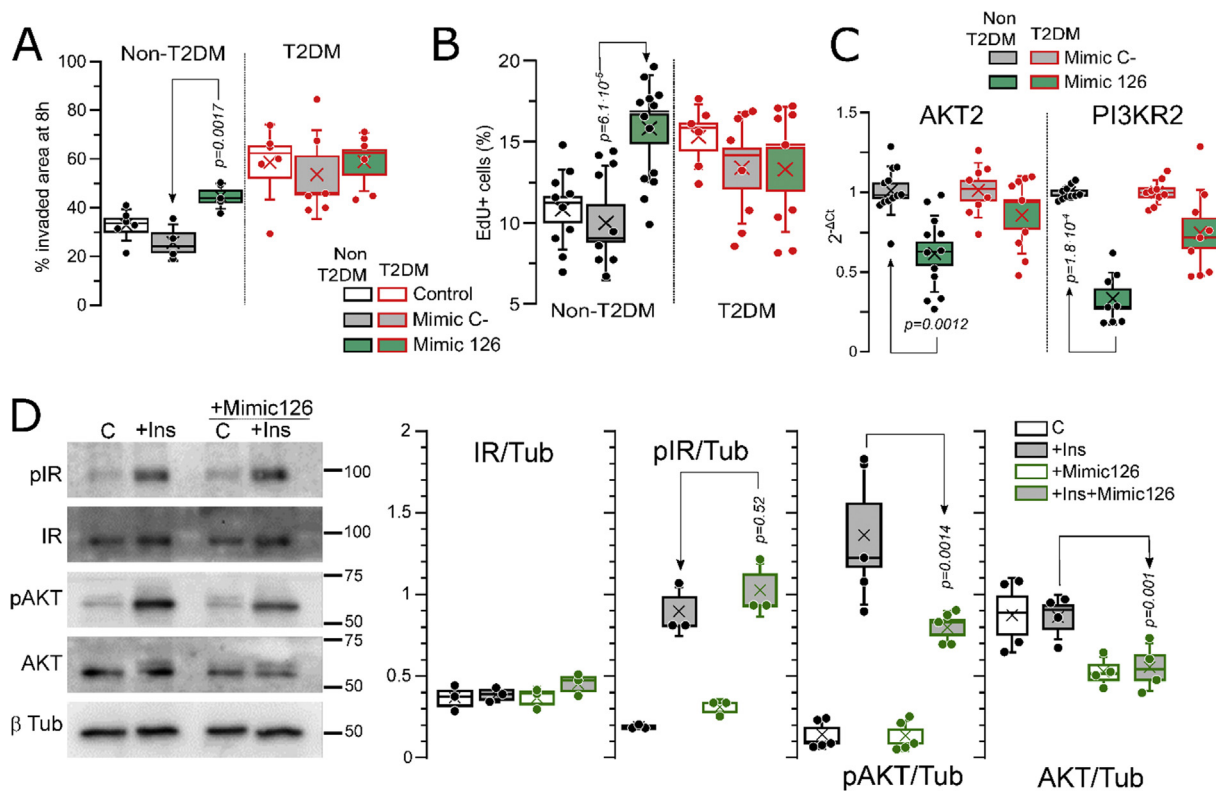 A
Non-T2DM
T2DM
% invaded area at 8h
100
80
60
40
20
0
p=0.0017
Non
T2DM
T2DM
Control
Mimic C-
Mimic 126
B
EdU+ cells (%)
20
15
10
5
p=6.1·10⁻⁵
Non-T2DM
T2DM
C
Non
T2DM
T2DM
Mimic C-
Mimic 126
AKT2
PI3KR2
2^-ΔCt
1.5
1
0.5
0
p=0.0012
p=1.8·10⁻⁴
D
+Mimic126
C +Ins C +Ins
pIR
100
IR
100
pAKT
75
50
AKT
75
50
β Tub
50
2
1.5
1
0.5
0
IR/Tub
pIR/Tub
p=0.52
p=0.0014
pAKT/Tub
C
+Ins
+Mimic126
+Ins+Mimic126
p=0.001
AKT/Tub